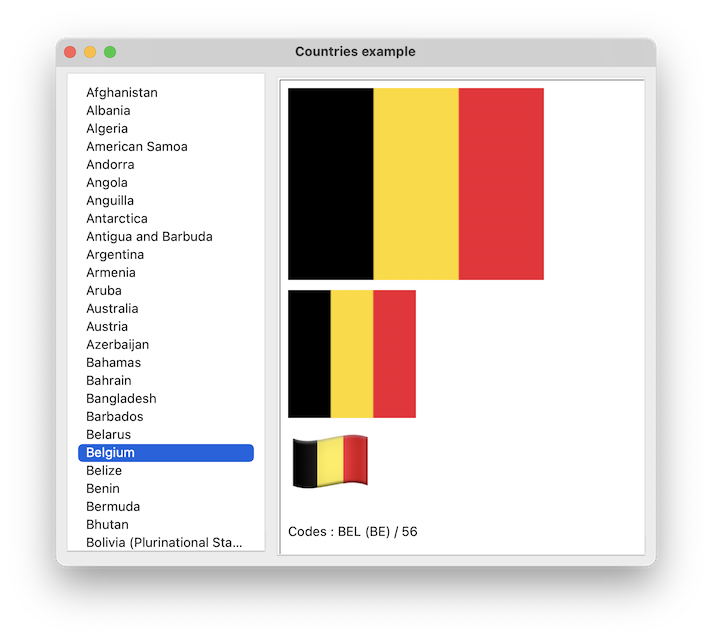 Countries example
Afghanistan
Albania
Algeria
American Samoa
Andorra
Angola
Anguilla
Antarctica
Antigua and Barbuda
Argentina
Armenia
Aruba
Australia
Austria
Azerbaijan
Bahamas
Bahrain
Bangladesh
Barbados
Belarus
Belgium
Belize
Benin
Bermuda
Bhutan
Bolivia (Plurinational Sta...
Codes : BEL (BE) / 56